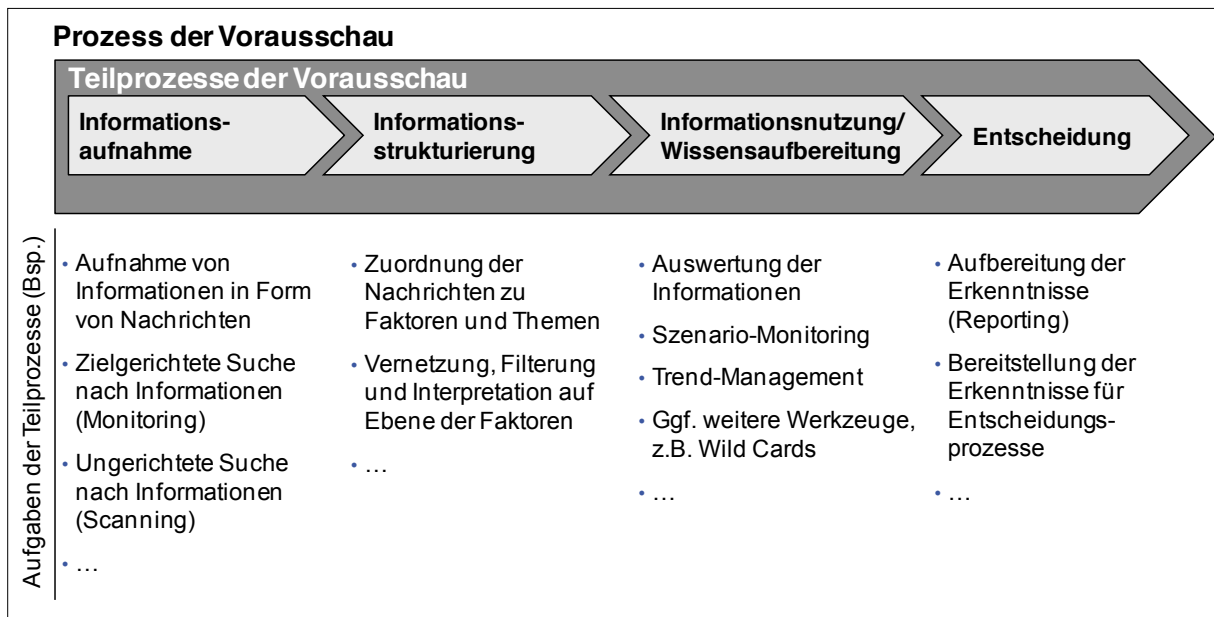 Prozess der Vorausschau
Teilprozesse der Vorausschau
Informations-
aufnahme
Informations-
strukturierung
Informationsnutzung/
Wissensaufbereitung
Entscheidung
Aufgaben der Teilprozesse (Bsp.)
• Aufnahme von
Informationen in Form
von Nachrichten
• Zielgerichtete Suche
nach Informationen
(Monitoring)
• Ungerichtete Suche
nach Informationen
(Scanning)
• …
• Zuordnung der
Nachrichten zu
Faktoren und Themen
• Vernetzung, Filterung
und Interpretation auf
Ebene der Faktoren
• …
• Auswertung der
Informationen
• Szenario-Monitoring
• Trend-Management
• Ggf. weitere Werkzeuge,
z.B. Wild Cards
• …
• Aufbereitung der
Erkenntnisse
(Reporting)
• Bereitstellung der
Erkenntnisse für
Entscheidungs-
prozesse
• …